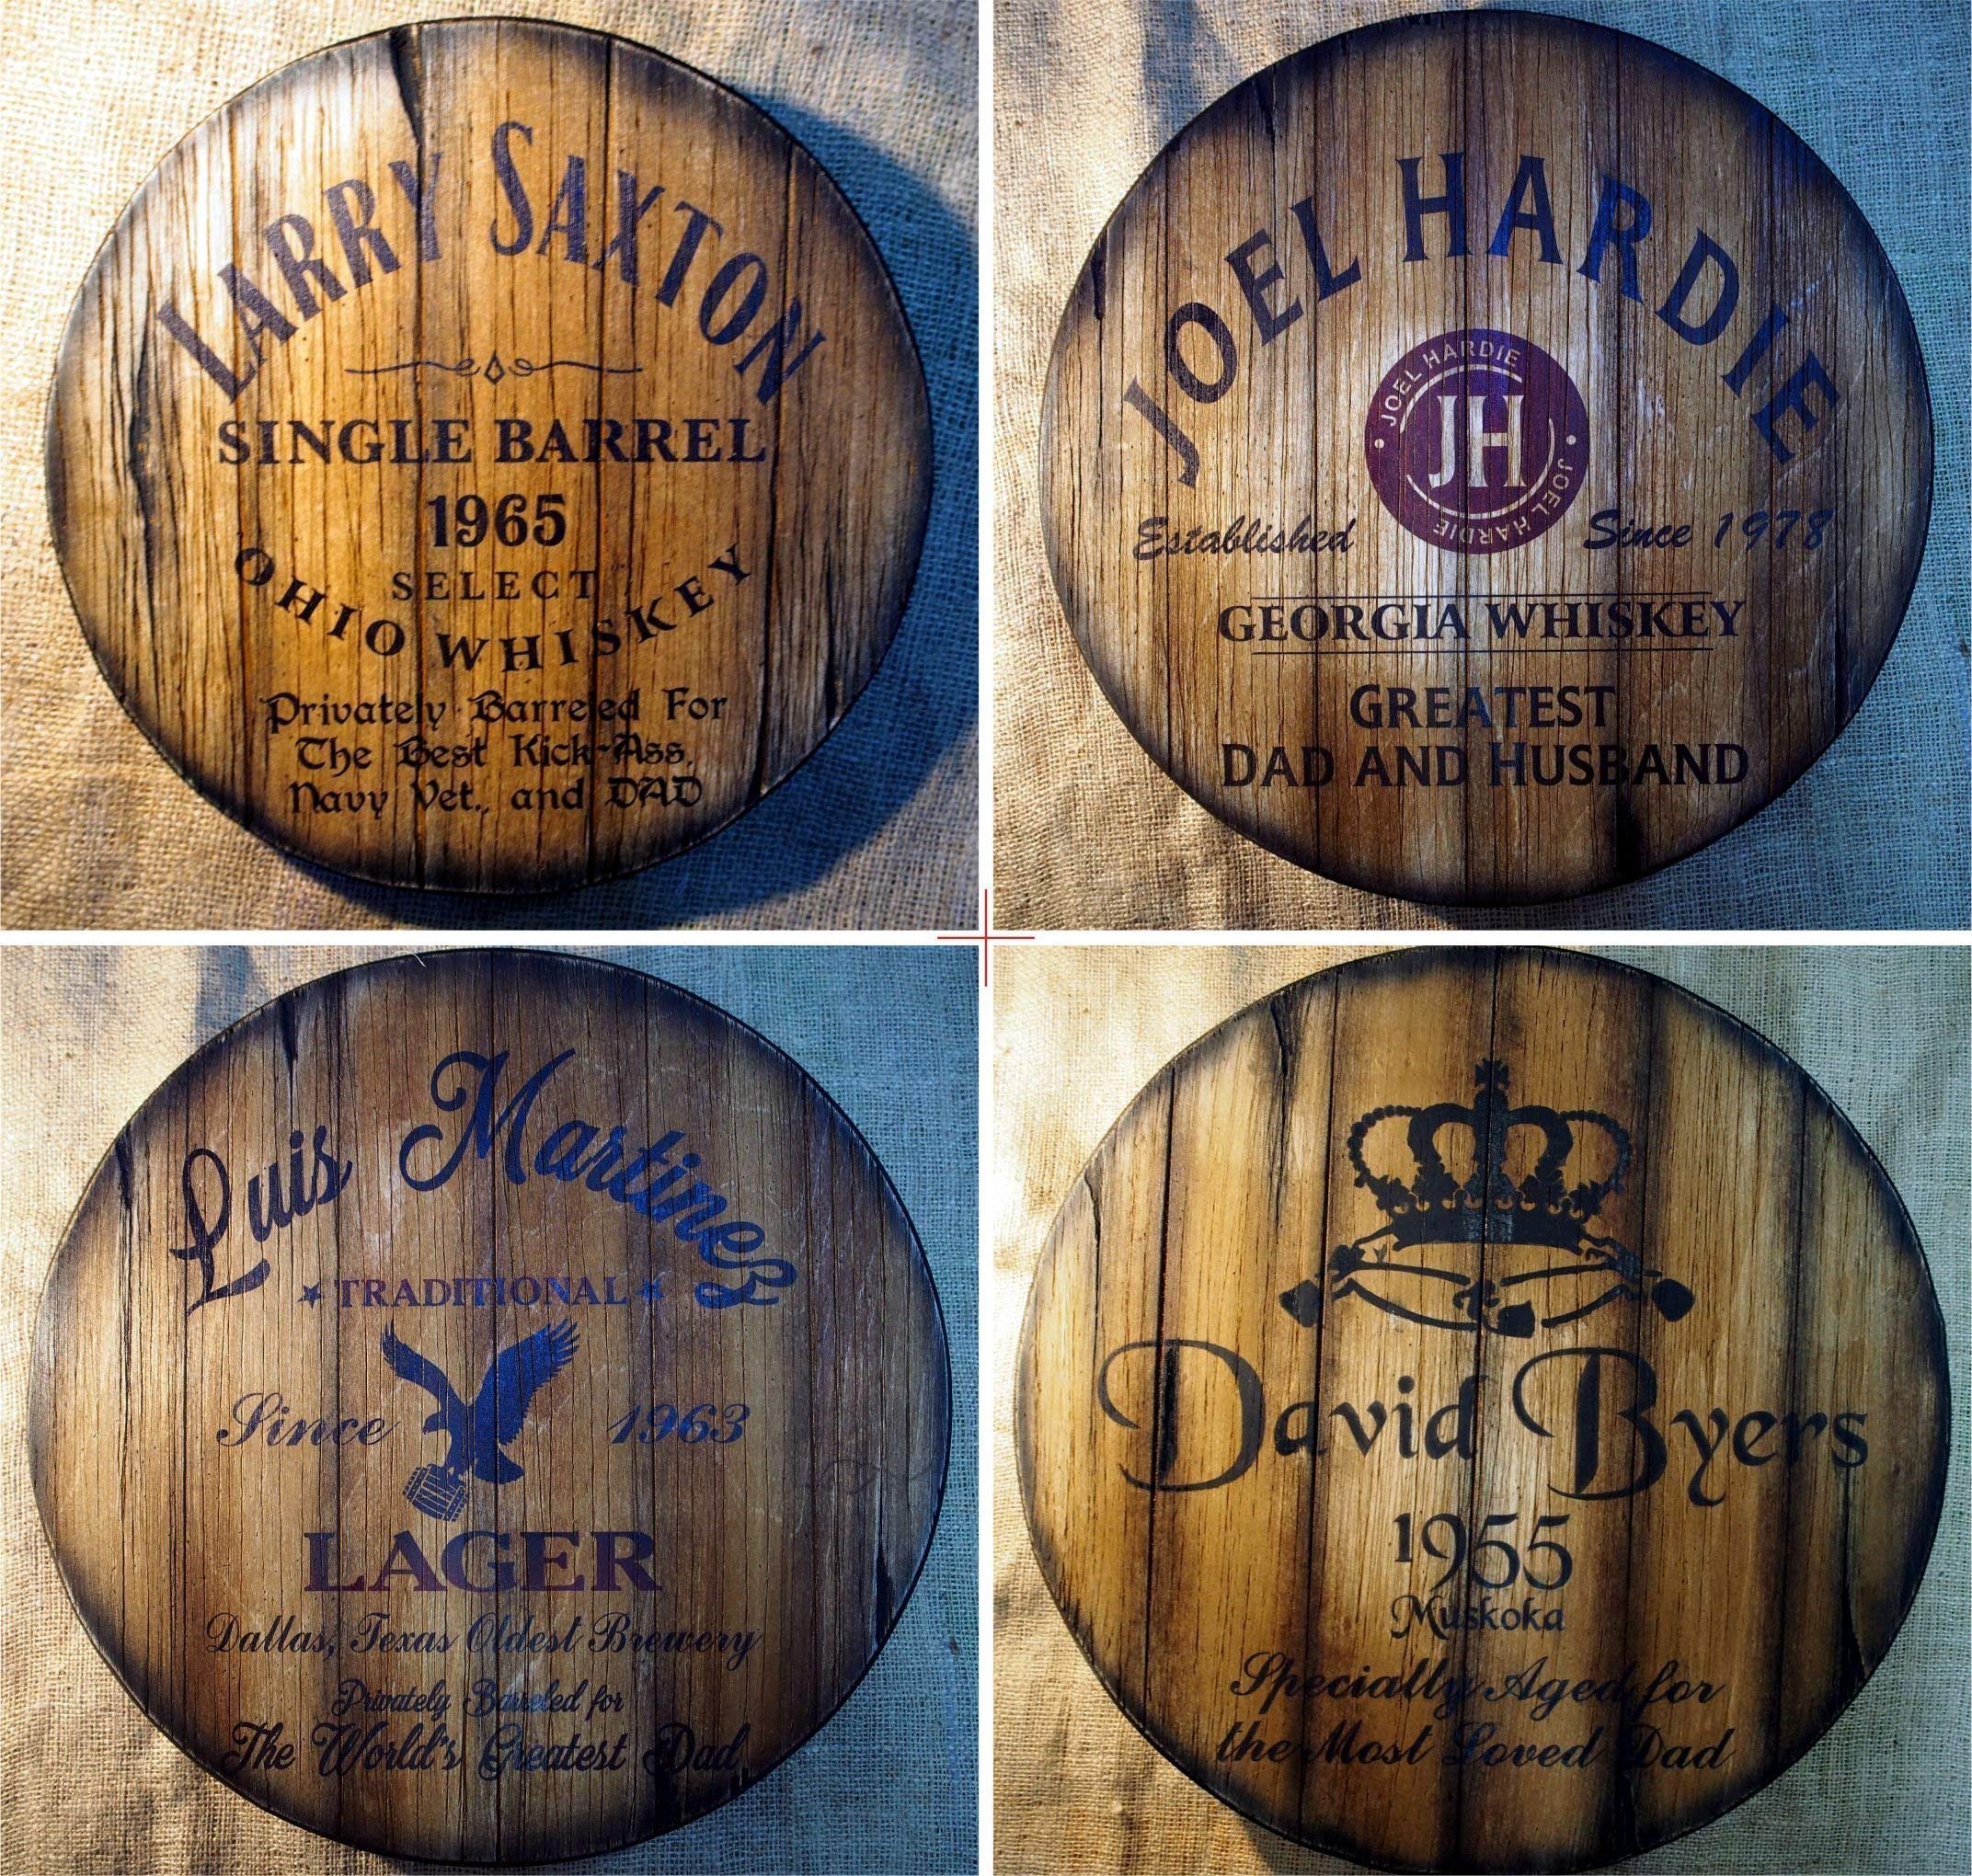 LARRY SAXTON
SINGLE BARREL
1965
SELECT
OHIO WHISKEY
Privately Barreled For
The Best Kick-Ass,
Navy Vet., and DAD
JOEL HARDIE
JOEL HARDIE
JH
JOEL HARDIE
JOEL HARDIE
Established Since 1978
GEORGIA WHISKEY
GREATEST
DAD AND HUSBAND
Luis Martinez
TRADITIONAL
Since 1963
LAGER
Dallas, Texas Oldest Brewery
Privately Barreled for
The World's Greatest Dad
David Byers
1955
Muskoka
Specially Aged for
the Most Loved Dad